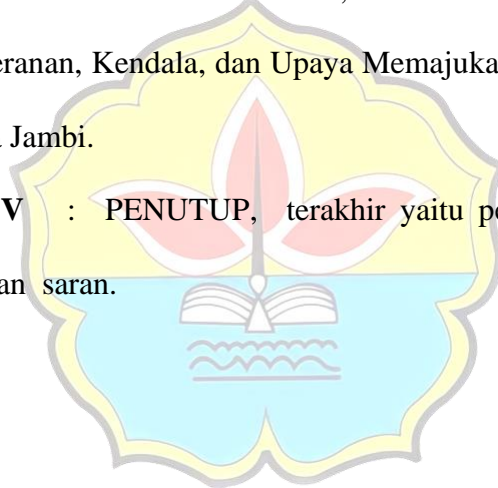 eranan, Kendala, dan Upaya Memajuka
Jambi.
V : PENUTUP, terakhir yaitu pe
an saran.